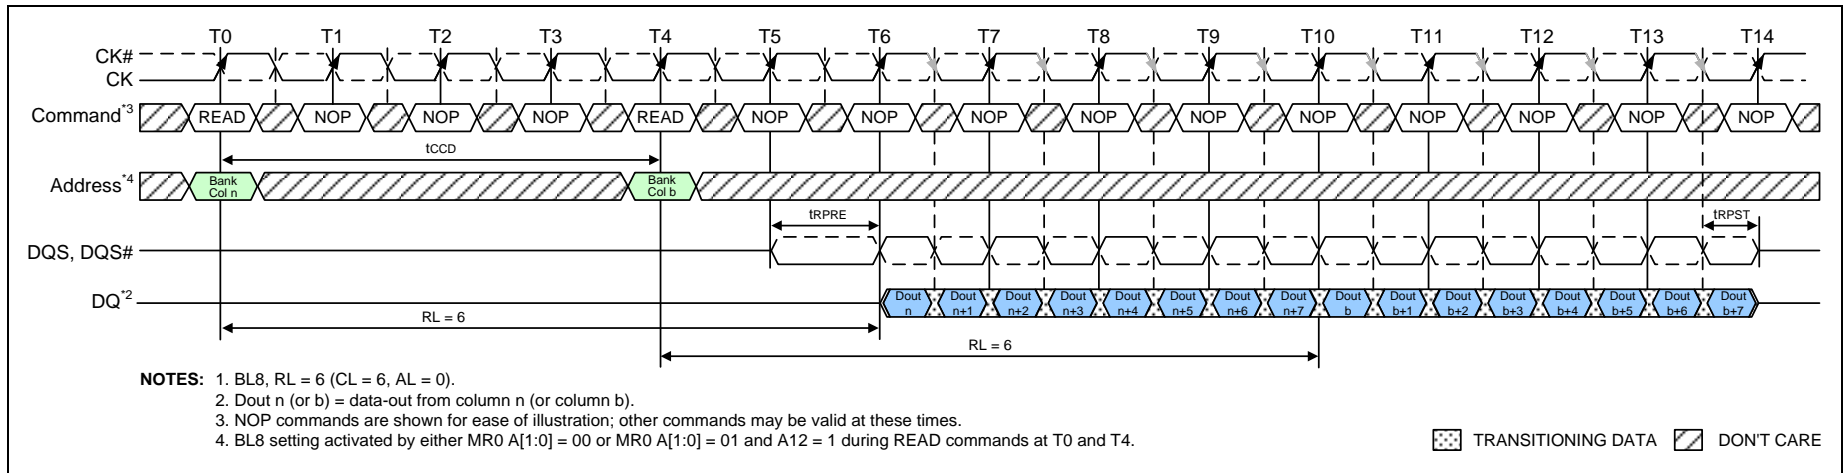 T0 T1 T2 T3 T4 T5 T6 T7 T8 T9 T10 T11 T12 T13 T14
CK#
CK
Command*3 READ NOP NOP NOP READ NOP NOP NOP NOP NOP NOP NOP NOP NOP NOP
tCCD
Address*4 Bank Col n Bank Col b
tRPRE tRPST
DQS, DQS#
DQ*2 Dout n Dout n+1 Dout n+2 Dout n+3 Dout n+4 Dout n+5 Dout n+6 Dout n+7 Dout b Dout b+1 Dout b+2 Dout b+3 Dout b+4 Dout b+5 Dout b+6 Dout b+7
RL = 6
RL = 6
NOTES: 1. BL8, RL = 6 (CL = 6, AL = 0).
2. Dout n (or b) = data-out from column n (or column b).
3. NOP commands are shown for ease of illustration; other commands may be valid at these times.
4. BL8 setting activated by either MR0 A[1:0] = 00 or MR0 A[1:0] = 01 and A12 = 1 during READ commands at T0 and T4.
TRANSITIONING DATA DON'T CARE